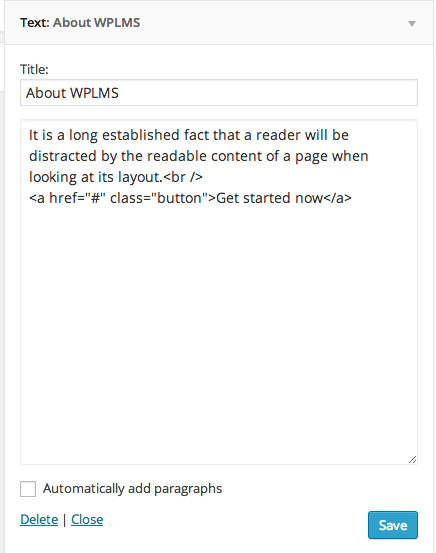 Text: About WPLMS
Title:
About WPLMS
It is a long established fact that a reader will be
distracted by the readable content of a page when
looking at its layout.<br />
<a href="#" class="button">Get started now</a>
Automatically add paragraphs
Delete | Close
Save